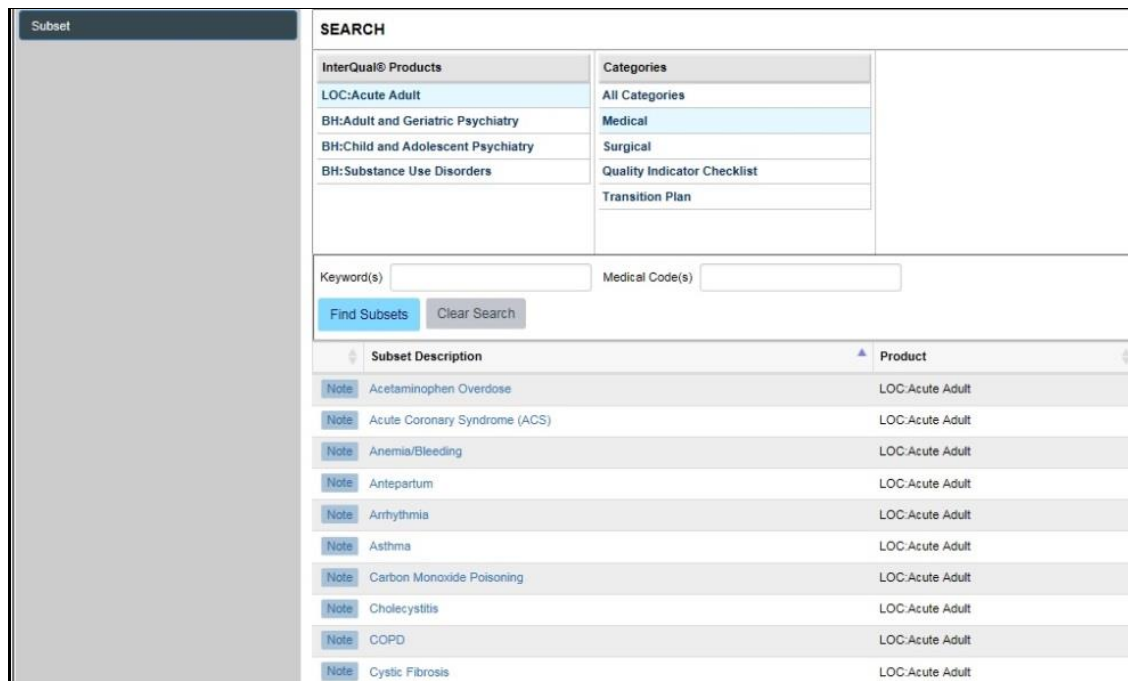 Subset
SEARCH
InterQual® Products
Categories
LOC:Acute Adult
All Categories
BH:Adult and Geriatric Psychiatry
Medical
BH:Child and Adolescent Psychiatry
Surgical
BH:Substance Use Disorders
Quality Indicator Checklist
Transition Plan
Keyword(s)
Medical Code(s)
Find Subsets
Clear Search
Subset Description
Product
Note Acetaminophen Overdose LOC:Acute Adult
Note Acute Coronary Syndrome (ACS) LOC:Acute Adult
Note Anemia/Bleeding LOC:Acute Adult
Note Antepartum LOC:Acute Adult
Note Arrhythmia LOC:Acute Adult
Note Asthma LOC:Acute Adult
Note Carbon Monoxide Poisoning LOC:Acute Adult
Note Cholecystitis LOC:Acute Adult
Note COPD LOC:Acute Adult
Note Cystic Fibrosis LOC:Acute Adult